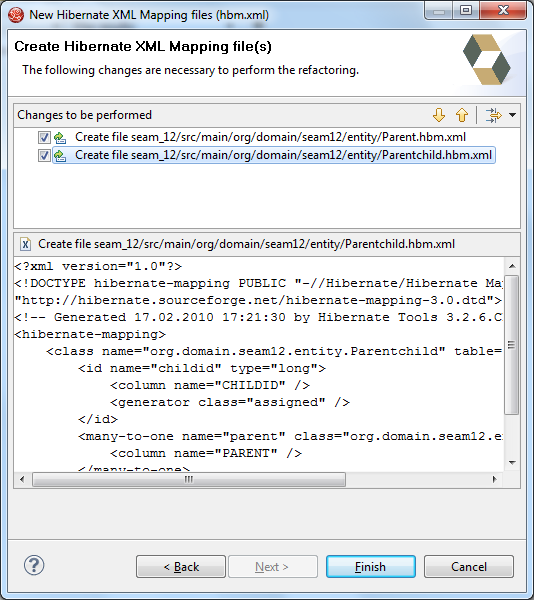 New Hibernate XML Mapping files (hbm.xml)
Create Hibernate XML Mapping file(s)
The following changes are necessary to perform the refactoring.
Changes to be performed
Create file seam_12/src/main/org/domain/seam12/entity/Parent.hbm.xml
Create file seam_12/src/main/org/domain/seam12/entity/Parentchild.hbm.xml
Create file seam_12/src/main/org/domain/seam12/entity/Parentchild.hbm.xml
<?xml version="1.0"?>
<!DOCTYPE hibernate-mapping PUBLIC "-//Hibernate/Hibernate Ma
"http://hibernate.sourceforge.net/hibernate-mapping-3.0.dtd">
<!-- Generated 17.02.2010 17:21:30 by Hibernate Tools 3.2.6.C
<hibernate-mapping>
<class name="org.domain.seam12.entity.Parentchild" table=
<id name="childid" type="long">
<column name="CHILDID" />
<generator class="assigned" />
</id>
<many-to-one name="parent" class="org.domain.seam12.e
<column name="PARENT" />
</many-to-one>
? < Back Next > Finish Cancel